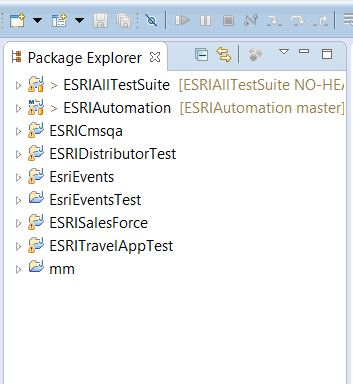 Package Explorer
> ESRIAllTestSuite [ESRIAllTestSuite NO-HEA
> ESRIAutomation [ESRIAutomation master]
ESRICmsqa
ESRIDistributorTest
EsriEvents
EsriEventsTest
ESRISalesForce
ESRITravelAppTest
mm